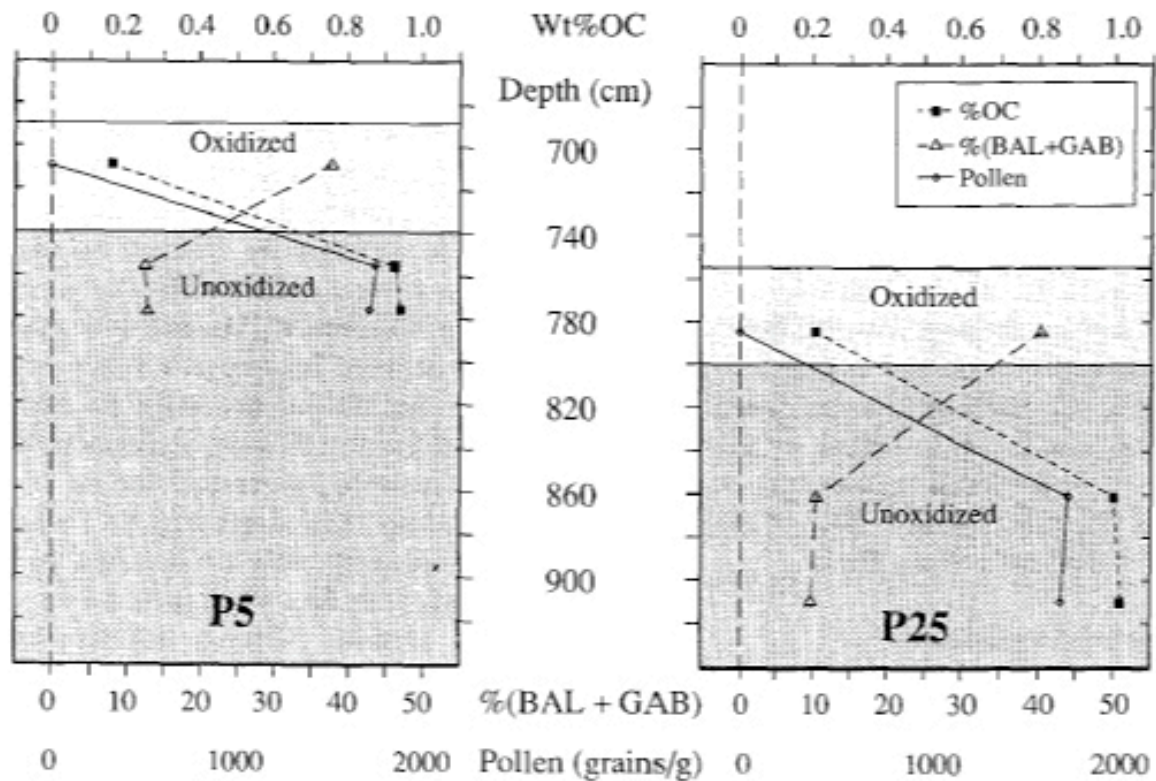 0 0.2 0.4 0.6 0.8 1.0 Wt%OC 0 0.2 0.4 0.6 0.8 1.0
Depth (cm)
%OC
%(BAL+GAB)
Pollen
Oxidized
700
740
Unoxidized
Oxidized
780
820
860
Unoxidized
900
P5
P25
0 10 20 30 40 50 %(BAL + GAB) 0 10 20 30 40 50
0 1000 2000 Pollen (grains/g) 0 1000 2000